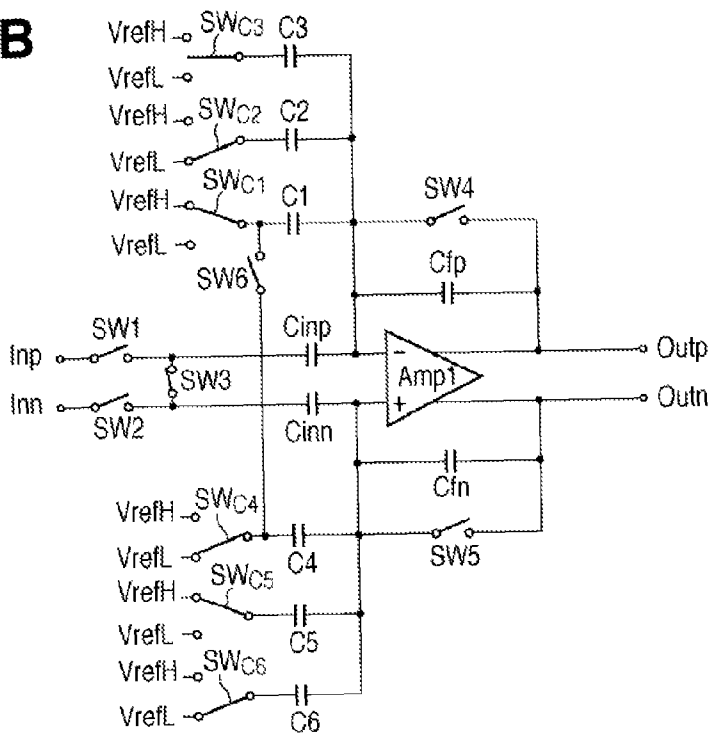 B
VrefH SWC3 C3
VrefL
VrefH SWC2 C2
VrefL
VrefH SWC1 C1
VrefL
SW4
SW6
Cfp
SW1 Cinp
Inp Outp
SW3 − Amp1
Inn + Outn
SW2 Cinn
Cfn
VrefH SWC4
VrefL C4 SW5
VrefH SWC5
VrefL C5
VrefH SWC6
VrefL C6